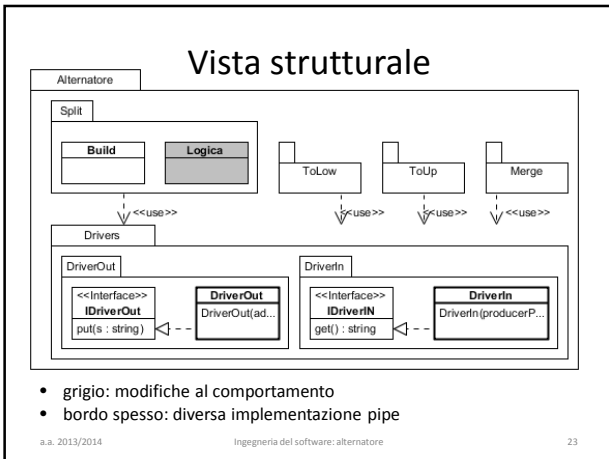 Vista strutturale
Alternatore
Split
Build
Logica
ToLow
ToUp
Merge
<<use>>
<<use>>
<<use>>
<<use>>
Drivers
DriverOut
DriverIn
<<Interface>>
IDriverOut
put(s : string)
DriverOut
DriverOut(ad...
<<Interface>>
IDriverIN
get() : string
DriverIn
DriverIn(producerP...
• grigio: modifiche al comportamento
• bordo spesso: diversa implementazione pipe
a.a. 2013/2014
Ingegneria del software: alternatore
23